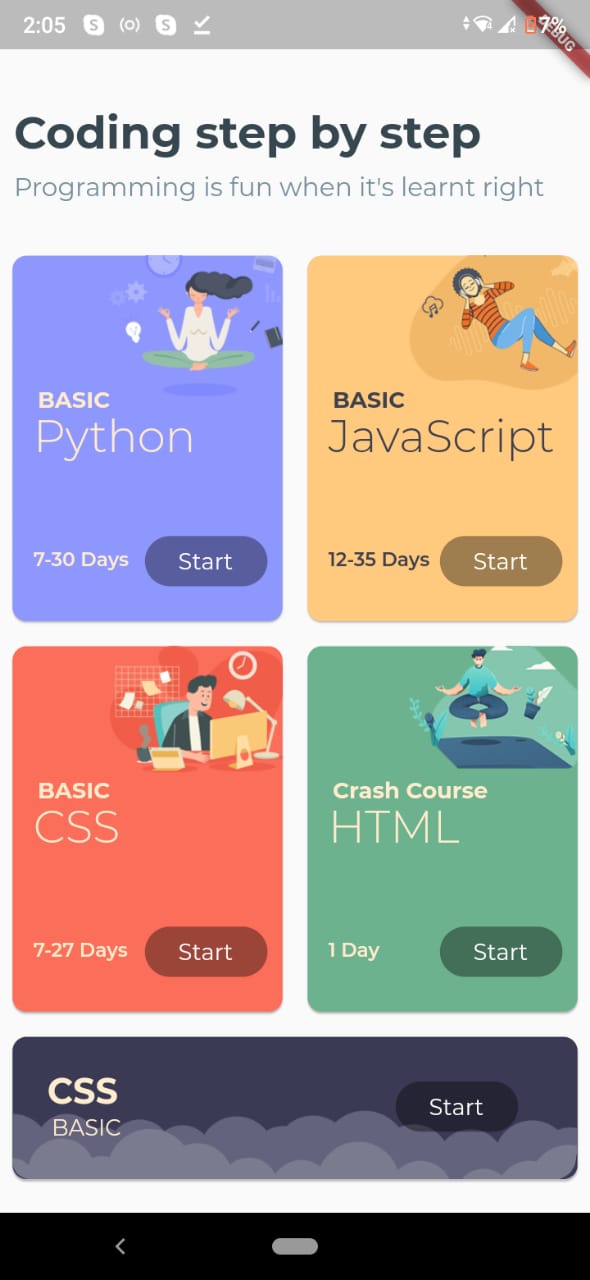 2:05
7%
DEBUG
Coding step by step
Programming is fun when it's learnt right
BASIC
Python
7-30 Days
Start
BASIC
JavaScript
12-35 Days
Start
BASIC
CSS
7-27 Days
Start
Crash Course
HTML
1 Day
Start
CSS
BASIC
Start